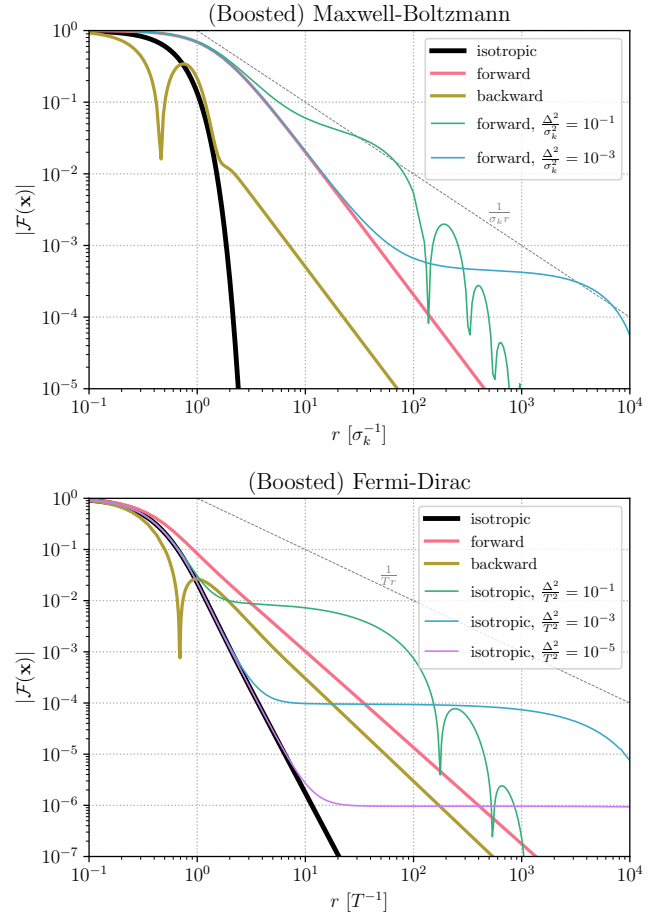 (Boosted) Maxwell-Boltzmann
10^0
10^{-1}
10^{-2}
10^{-3}
10^{-4}
10^{-5}
|F(x)|
isotropic
forward
backward
forward, Δ²/σ_k² = 10^{-1}
forward, Δ²/σ_k² = 10^{-3}
1/(σ_k r)
10^{-1} 10^0 10^1 10^2 10^3 10^4
r [σ_k^{-1}]
(Boosted) Fermi-Dirac
10^0
10^{-1}
10^{-2}
10^{-3}
10^{-4}
10^{-5}
10^{-6}
10^{-7}
|F(x)|
isotropic
forward
backward
isotropic, Δ²/T² = 10^{-1}
isotropic, Δ²/T² = 10^{-3}
isotropic, Δ²/T² = 10^{-5}
1/(Tr)
10^{-1} 10^0 10^1 10^2 10^3 10^4
r [T^{-1}]